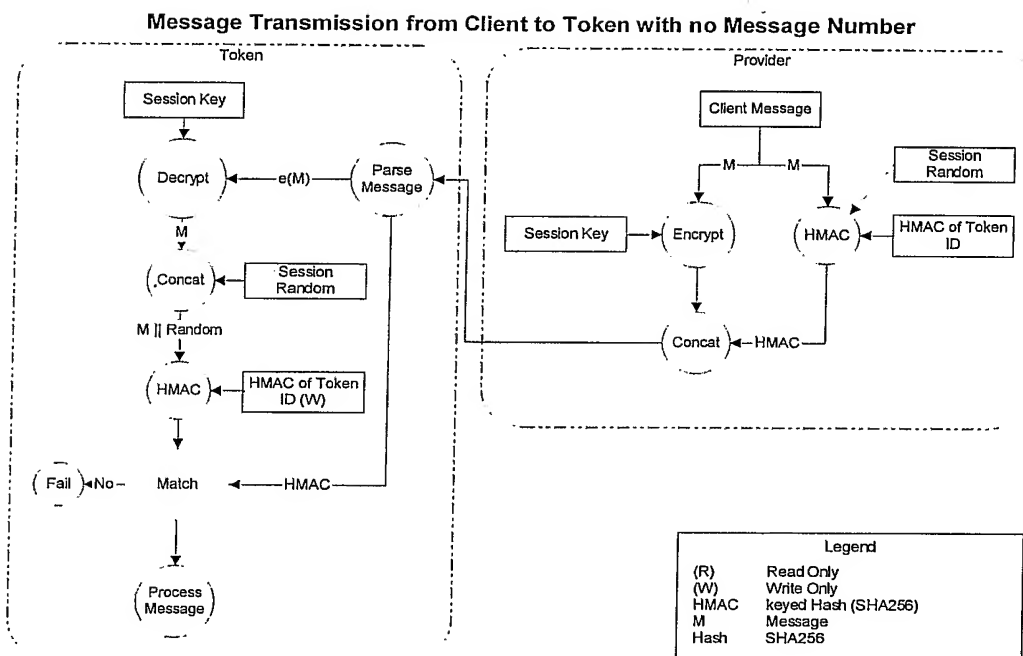 Message Transmission from Client to Token with no Message Number
Token
Session Key
Decrypt
e(M)
Parse
Message
M
Concat
Session
Random
M || Random
HMAC
HMAC of Token
ID (W)
Fail
No
Match
HMAC
Process
Message
Provider
Client Message
M
M
Session
Random
Session Key
Encrypt
HMAC
HMAC of Token
ID
Concat
HMAC
Legend
(R) Read Only
(W) Write Only
HMAC keyed Hash (SHA256)
M Message
Hash SHA256